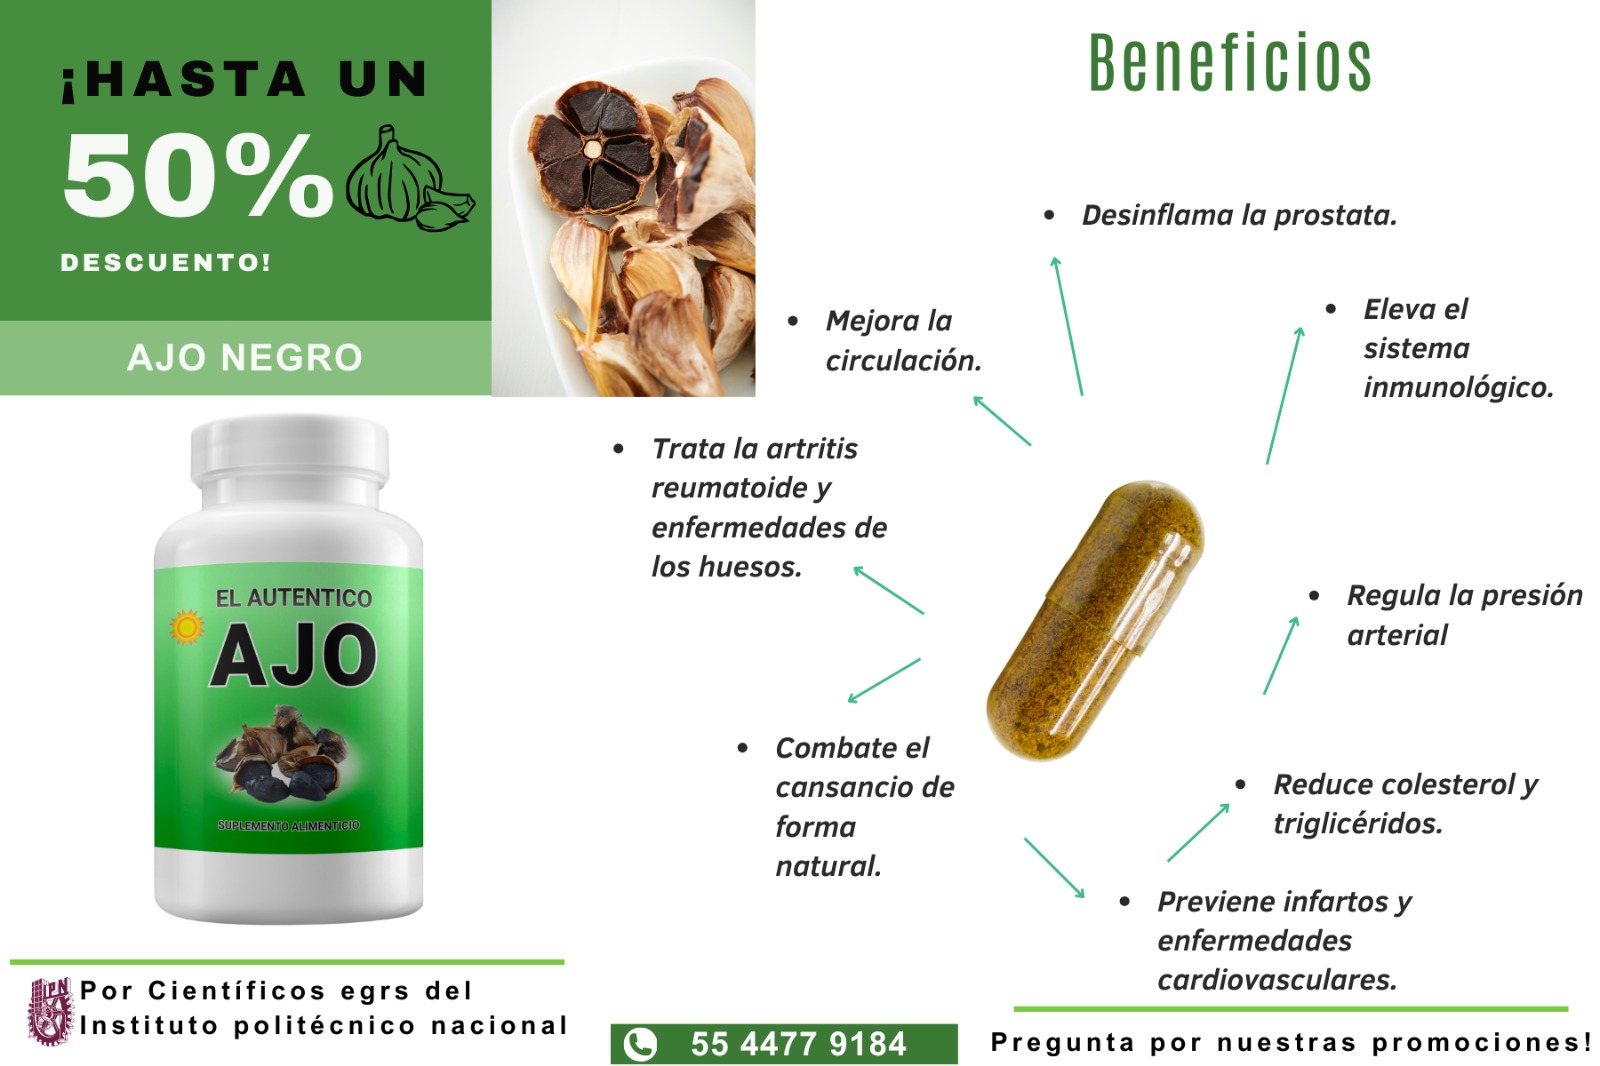 ¡HASTA UN
50%
DESCUENTO!
AJO NEGRO
EL AUTENTICO
AJO
SUPLEMENTO ALIMENTICIO
Por Científicos egrs del
Instituto politécnico nacional
IPN
Beneficios
Desinflama la prostata.
Mejora la
circulación.
Eleva el
sistema
inmunológico.
Trata la artritis
reumatoide y
enfermedades de
los huesos.
Regula la presión
arterial
Combate el
cansancio de
forma
natural.
Reduce colesterol y
triglicéridos.
Previene infartos y
enfermedades
cardiovasculares.
55 4477 9184
Pregunta por nuestras promociones!